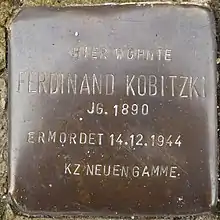 HIER WOHNTE
FERDINAND KOBITZKI
JG. 1890
ERMORDET 14.12.1944
KZ NEUENGAMME